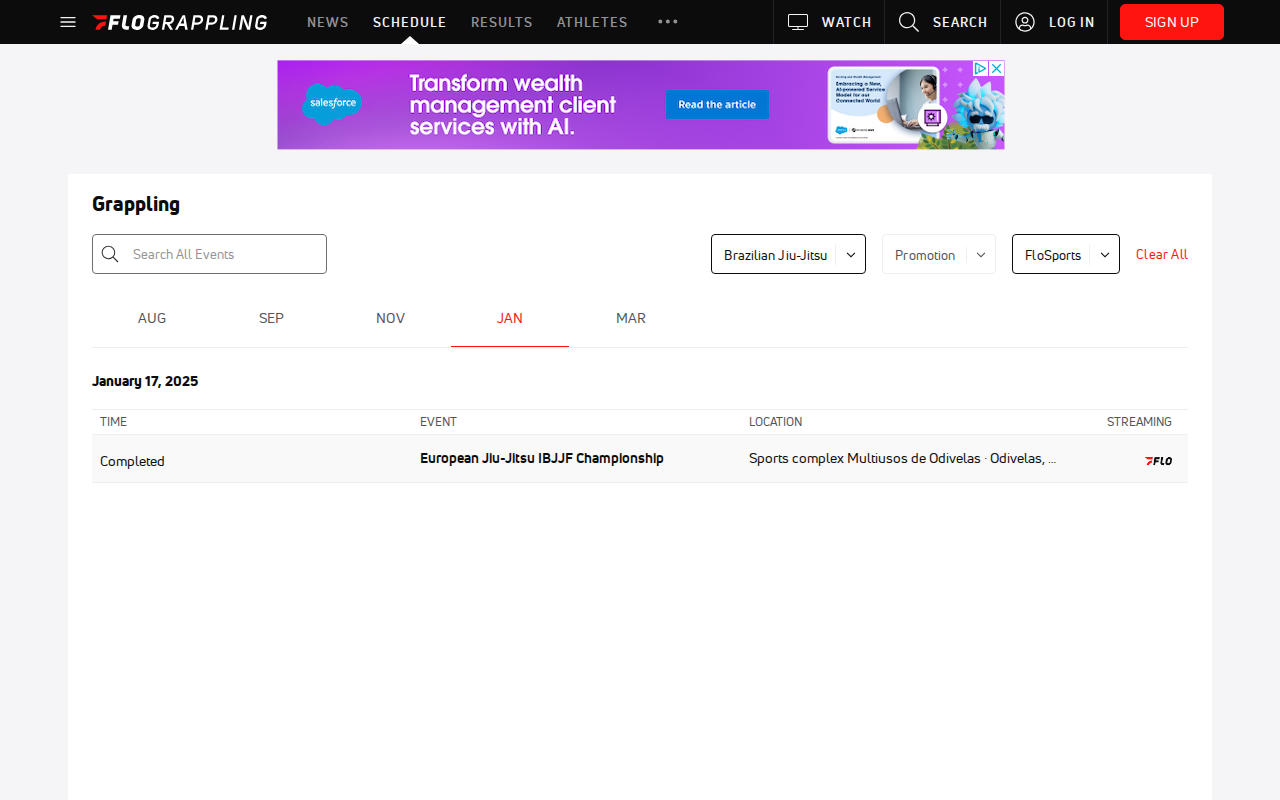 FLOGRAPPLING
NEWS
SCHEDULE
RESULTS
ATHLETES
WATCH
SEARCH
LOG IN
SIGN UP
salesforce
Transform wealth
management client
services with AI.
Read the article
Embracing a New,
AI-powered Service
Model for our
Connected World
Grappling
Search All Events
Brazilian Jiu-Jitsu
Promotion
FloSports
Clear All
AUG
SEP
NOV
JAN
MAR
January 17, 2025
TIME
EVENT
LOCATION
STREAMING
Completed
European Jiu-Jitsu IBJJF Championship
Sports complex Multiusos de Odivelas · Odivelas, ...
FLO